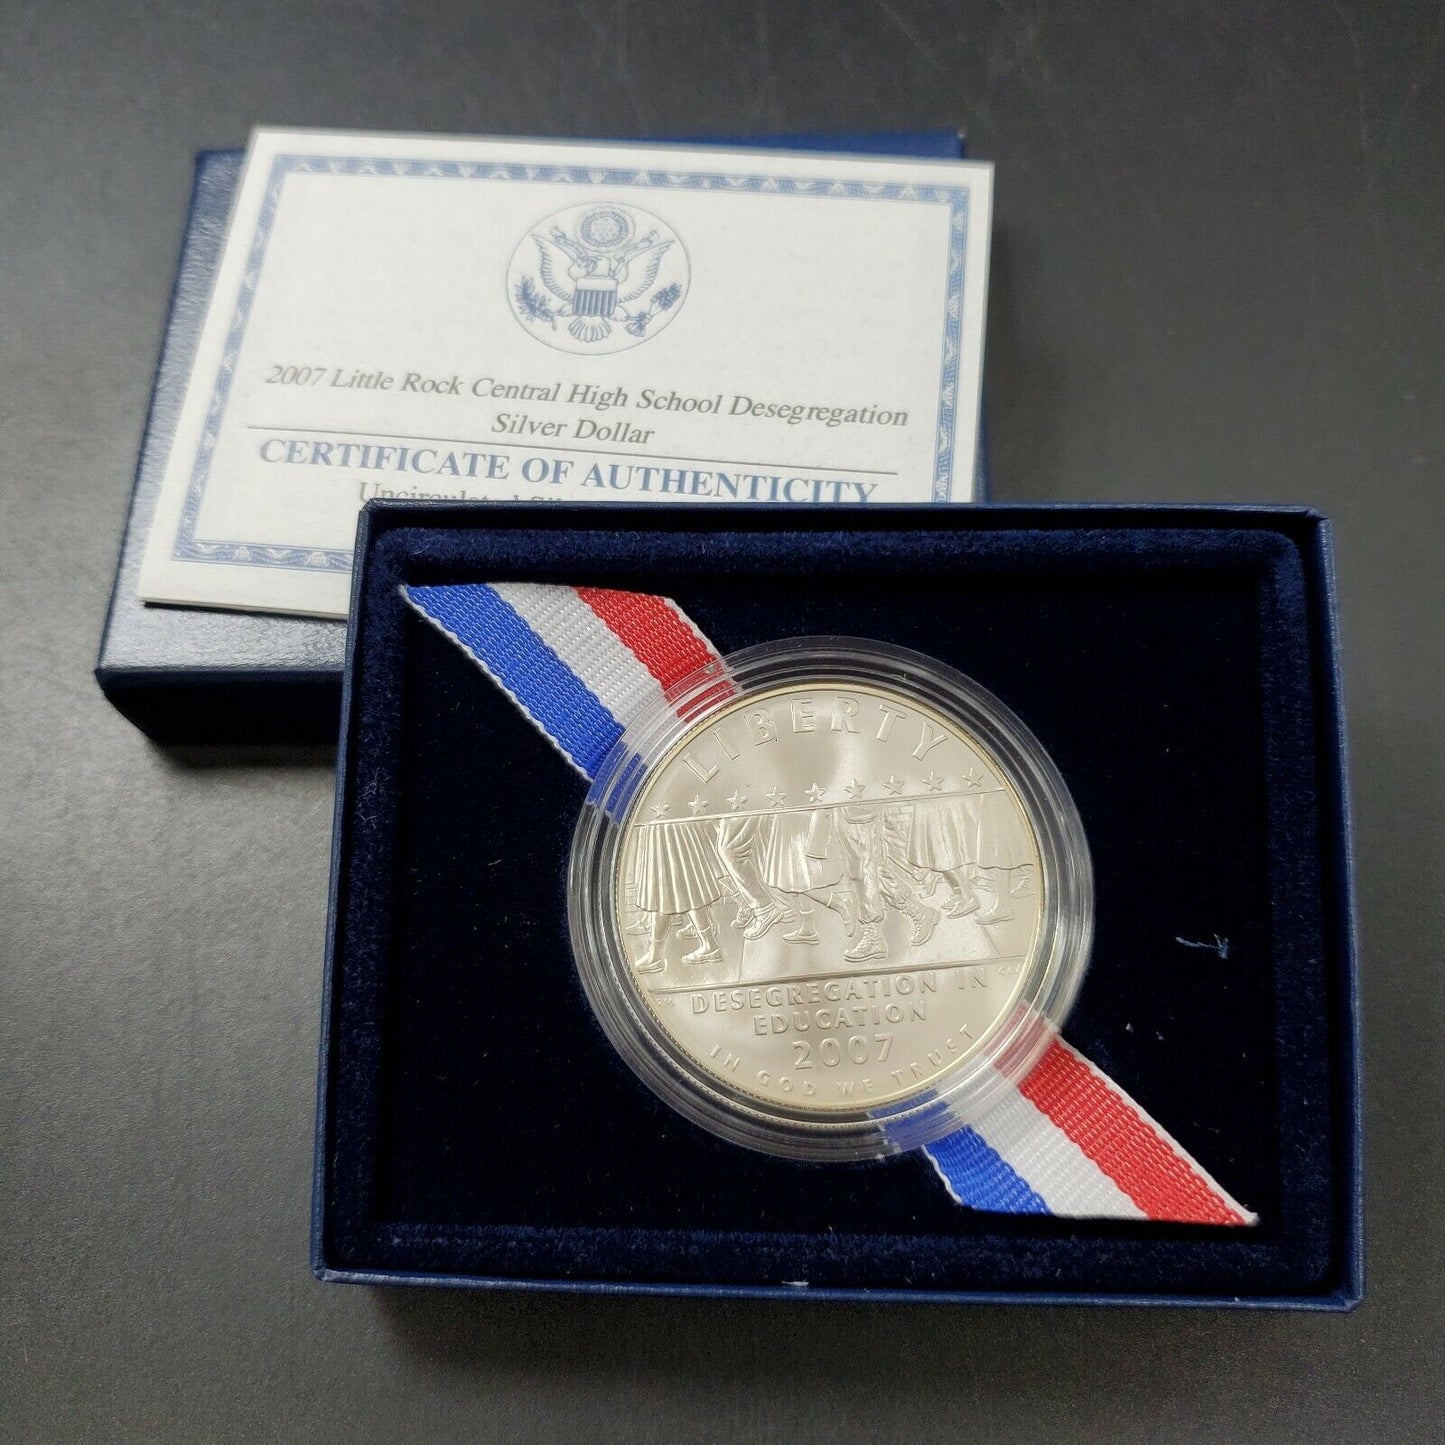 2007 Little Rock Central High School Desegregation
Silver Dollar
CERTIFICATE OF AUTHENTICITY
Uncirculated
LIBERTY
DESEGREGATION IN
EDUCATION
2007
IN GOD WE TRUST